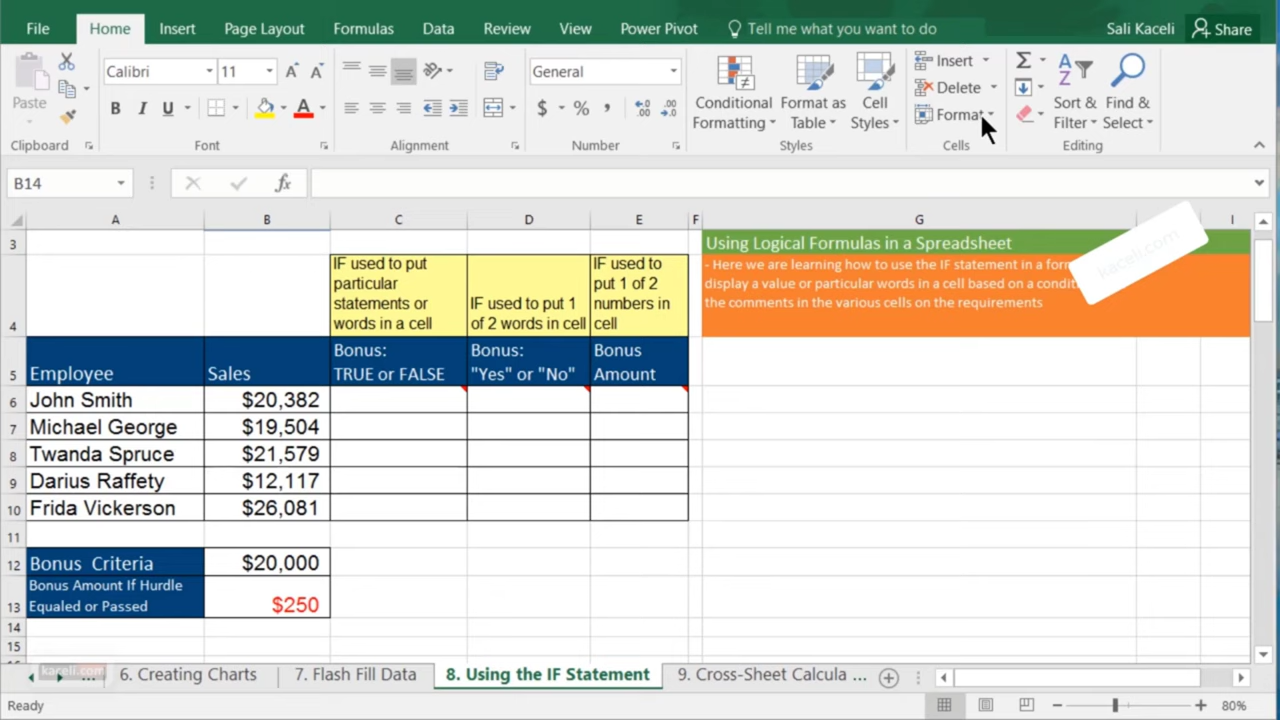 File Home Insert Page Layout Formulas Data Review View Power Pivot Tell me what you want to do Sali Kaceli Share
Calibri 11 General Insert
Paste Conditional Format as Cell Delete Sort & Find &
Formatting Table Styles Format Filter Select
Clipboard Font Alignment Number Styles Cells Editing
B14 fx
A B C D E F G I
3 Using Logical Formulas in a Spreadsheet
- Here we are learning how to use the IF statement in a
display a value or particular words in a cell based on a
the comments in the various cells on the requirements
IF used to put
particular
statements or
words in a cell
IF used to put 1
of 2 words in cell
IF used to
put 1 of 2
numbers in
cell
4
5 Employee Sales
Bonus:
TRUE or FALSE
Bonus:
"Yes" or "No"
Bonus
Amount
6 John Smith $20,382
7 Michael George $19,504
8 Twanda Spruce $21,579
9 Darius Raffety $12,117
10 Frida Vickerson $26,081
11
12 Bonus Criteria $20,000
Bonus Amount If Hurdle
13 Equaled or Passed $250
14
15
kaceli.com
kaceli.com
... 6. Creating Charts 7. Flash Fill Data 8. Using the IF Statement 9. Cross-Sheet Calcula ...
Ready 80%